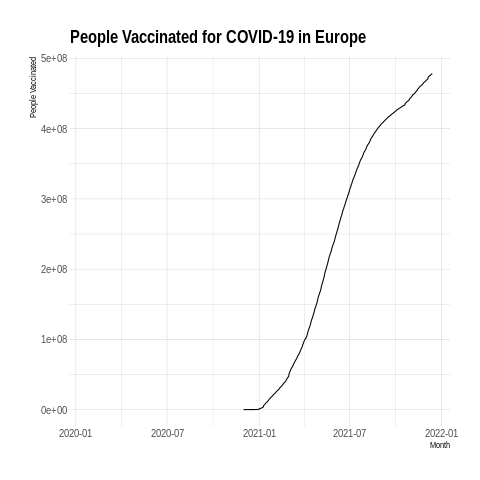 People Vaccinated for COVID-19 in Europe
People Vaccinated
5e+08
4e+08
3e+08
2e+08
1e+08
0e+00
2020-01 2020-07 2021-01 2021-07 2022-01
Month